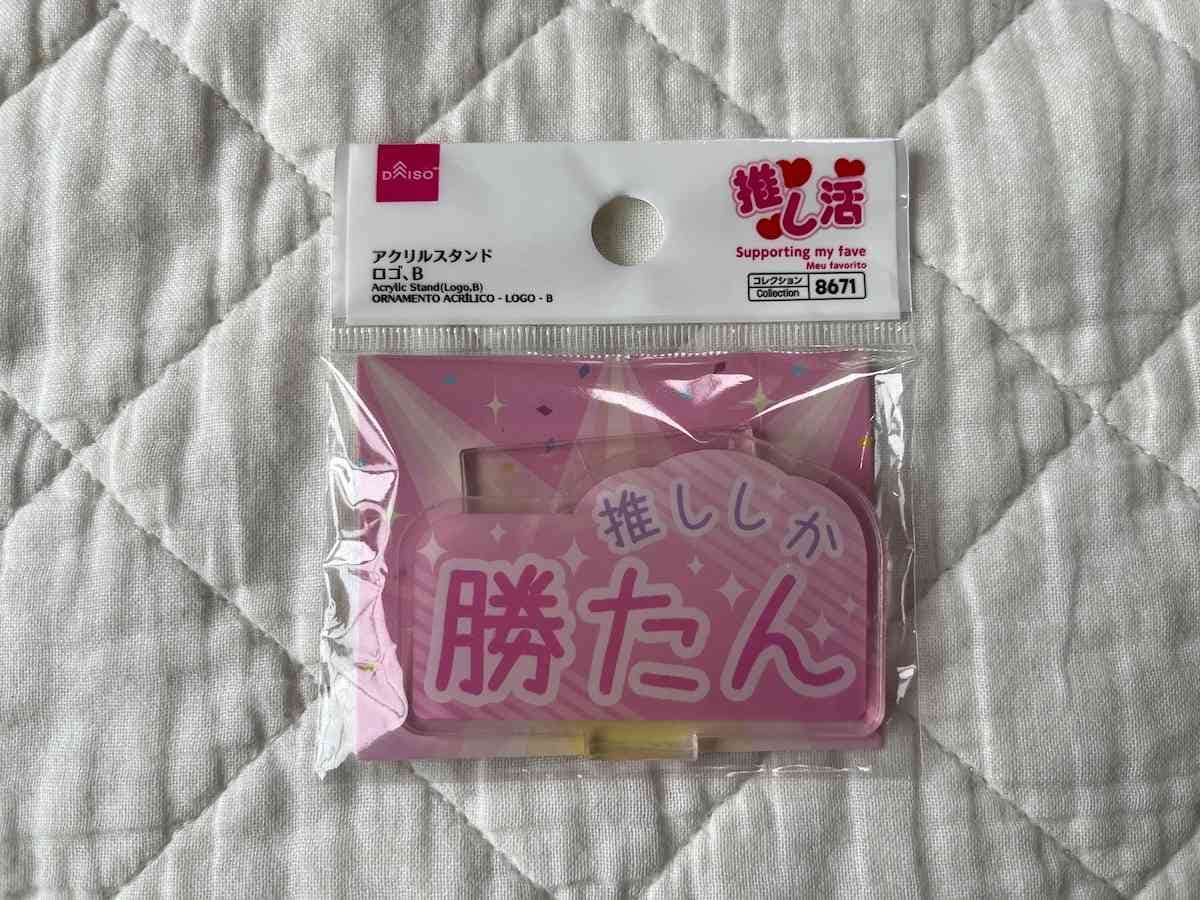 DAISO
アクリルスタンド
ロゴ、B
Acrylic Stand(Logo,B)
ORNAMENTO ACRÍLICO - LOGO - B
推し活
Supporting my fave
Meu favorito
コレクション
Collection
8671
推ししか
勝たん